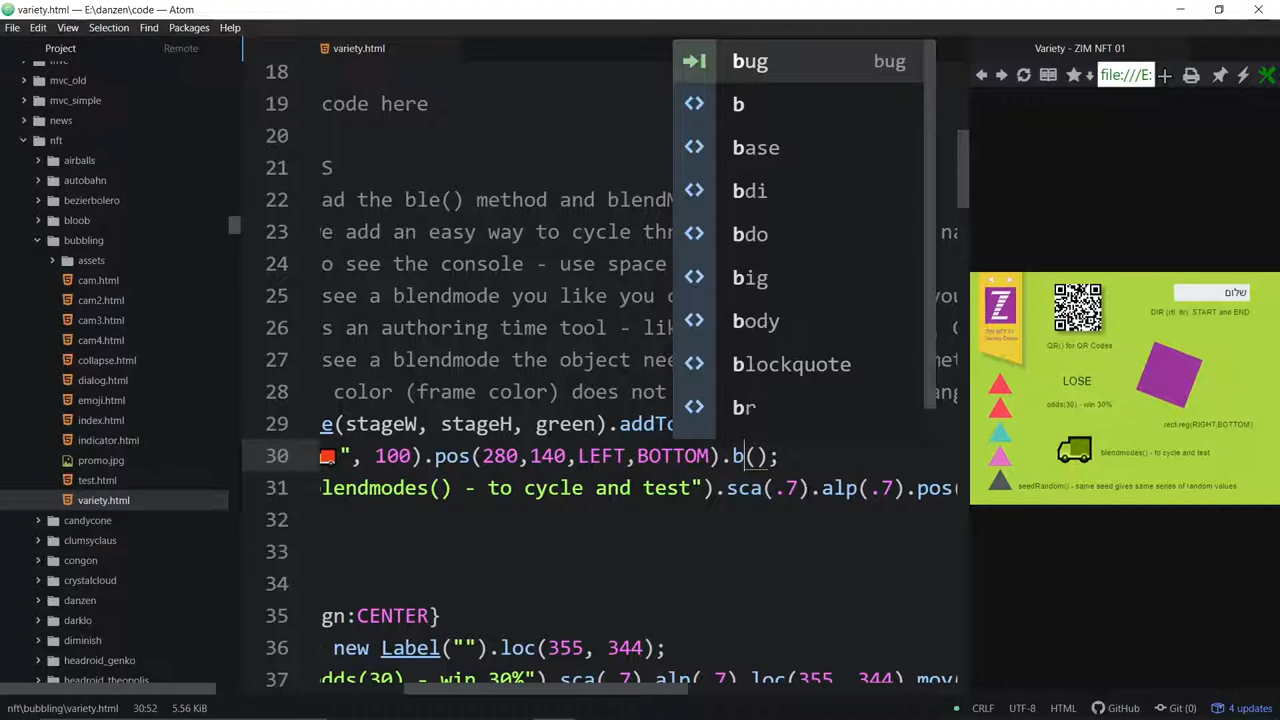 variety.html — E:\danzen\code — Atom
File Edit View Selection Find Packages Help
Project Remote
mvc_old
mvc_simple
news
nft
airballs
autobahn
bezierbolero
bloob
bubbling
assets
cam.html
cam2.html
cam3.html
cam4.html
collapse.html
dialog.html
emoji.html
index.html
indicator.html
promo.jpg
test.html
variety.html
candycone
clumsyclaus
congon
crystalcloud
danzen
darklo
diminish
headroid_genko
headroid_theopolis
variety.html
18
19 code here
20
21 S
22 ad the ble() method and blendM
23 e add an easy way to cycle thr na
24 o see the console - use space
25 see a blendmode you like you c you
26 s an authoring time tool - lik
27 see a blendmode the object nee met
28 color (frame color) does not ang
29 e(stageW, stageH, green).addTo
30 ", 100).pos(280,140,LEFT,BOTTOM).b();
31 lendmodes() - to cycle and test").sca(.7).alp(.7).pos(
32
33
34
35 gn:CENTER}
36 new Label("").loc(355, 344);
37 dds(30) - win 30%").sca(.7).alp(.7).loc(355, 344).mov(
bug bug
b
base
bdi
bdo
big
body
blockquote
br
Variety - ZIM NFT 01
file:///E:
Z
ZIM NFT 01
QR() for QR Codes
שלום
DIR (rtl ltr), START and END
LOSE
odds(30) - win 30%
rect.reg(RIGHT,BOTTOM)
blendmodes() - to cycle and test
seedRandom() - same seed gives same series of random values
nft\bubbling\variety.html 30:52 5.56 KiB CRLF UTF-8 HTML GitHub Git (0) 4 updates